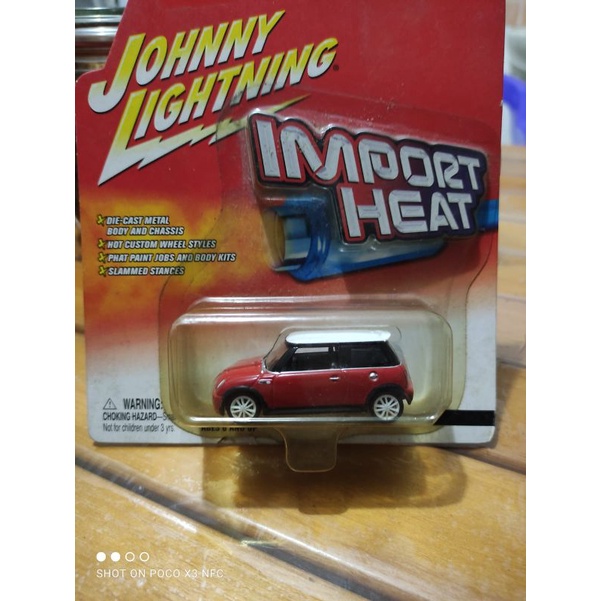 JOHNNY
LIGHTNING
IMPORT
HEAT
DIE-CAST METAL
BODY AND CHASSIS
HOT CUSTOM WHEEL STYLES
PHAT PAINT JOBS AND BODY KITS
SLAMMED STANCES
WARNING:
CHOKING HAZARD—
Not for children under 3 yrs.
SHOT ON POCO X3 NFC